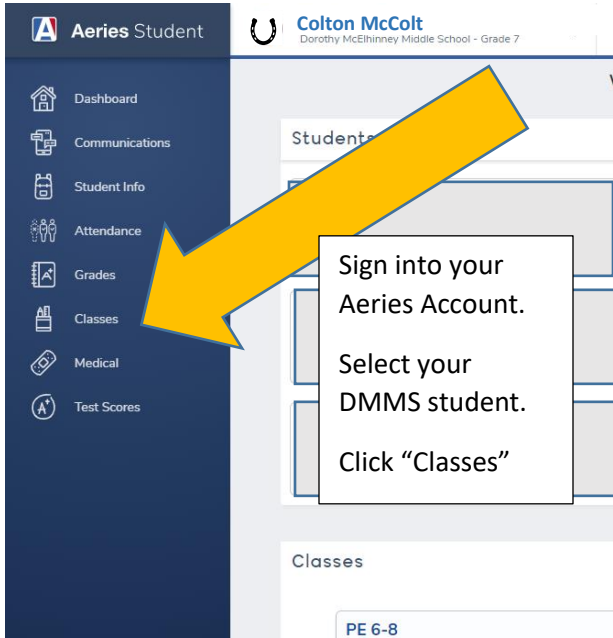 Aeries Student
Colton McColt
Dorothy McElhinney Middle School - Grade 7
Dashboard
Communications
Student Info
Attendance
Grades
Classes
Medical
Test Scores
Students
Sign into your
Aeries Account.
Select your
DMMS student.
Click “Classes”
Classes
PE 6-8